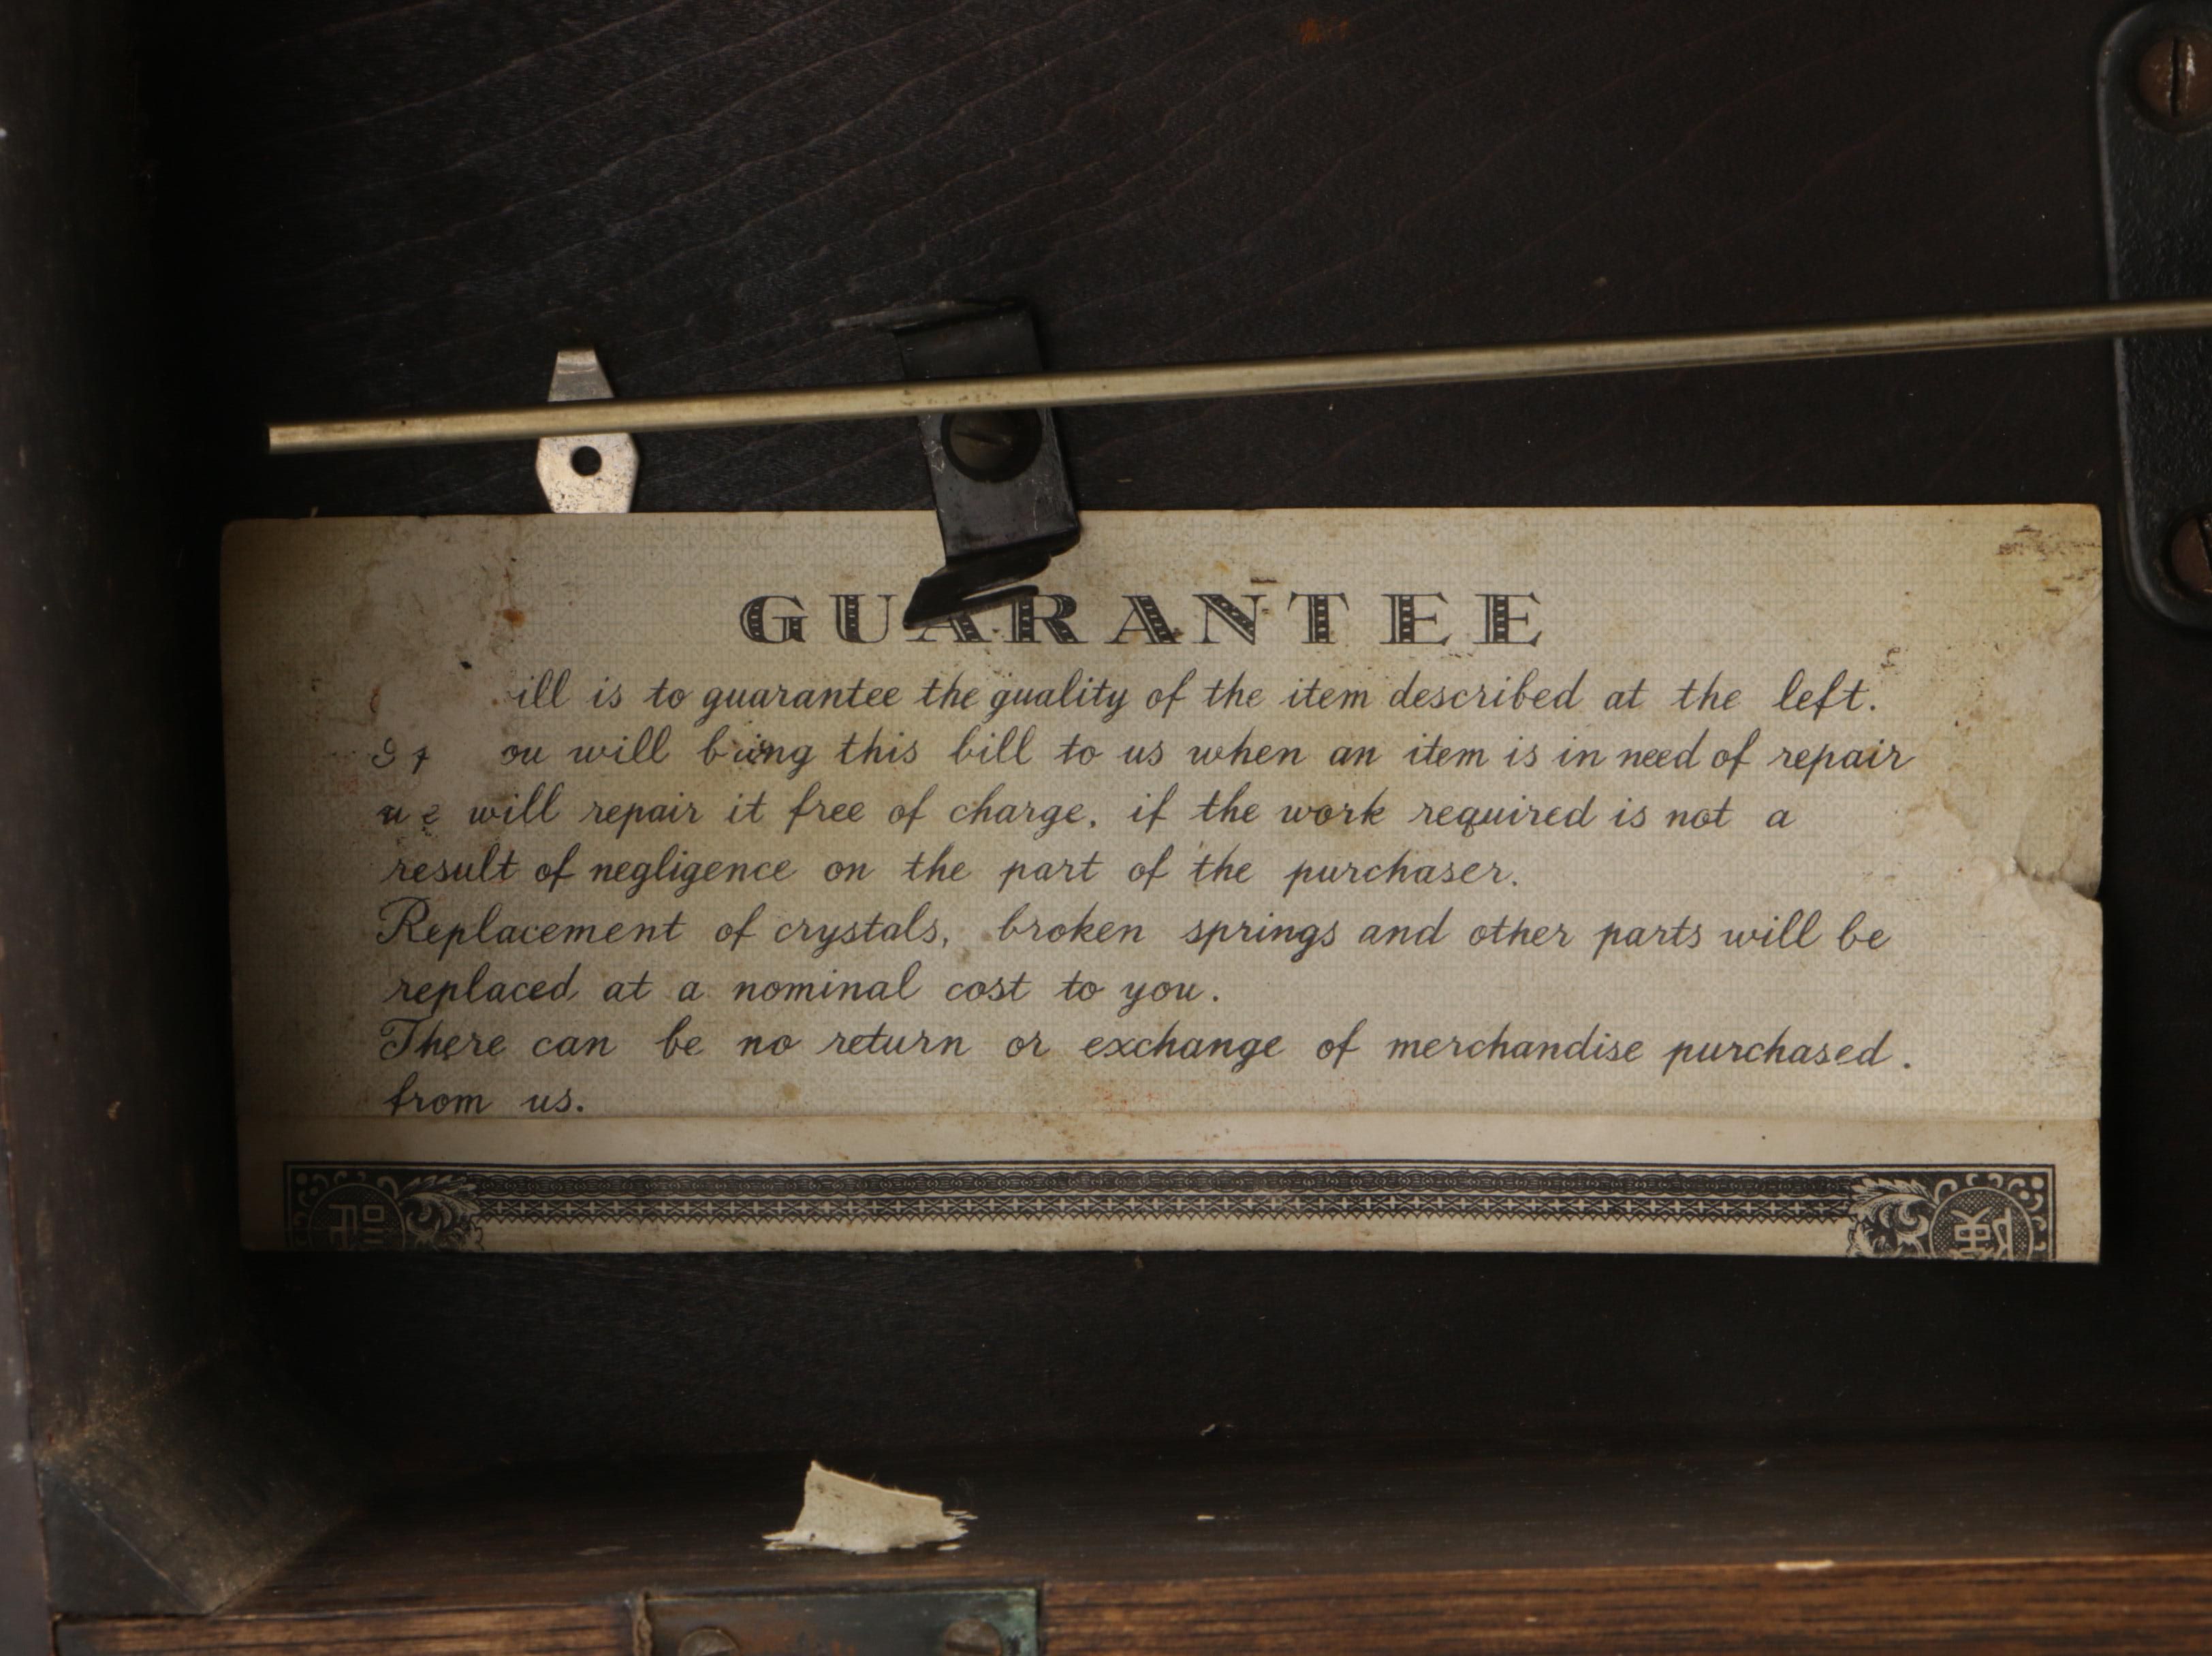 GUARANTEE
ill is to guarantee the quality of the item described at the left.
If ou will bring this bill to us when an item is in need of repair
we will repair it free of charge, if the work required is not a
result of negligence on the part of the purchaser.
Replacement of crystals, broken springs and other parts will be
replaced at a nominal cost to you.
There can be no return or exchange of merchandise purchased.
from us.